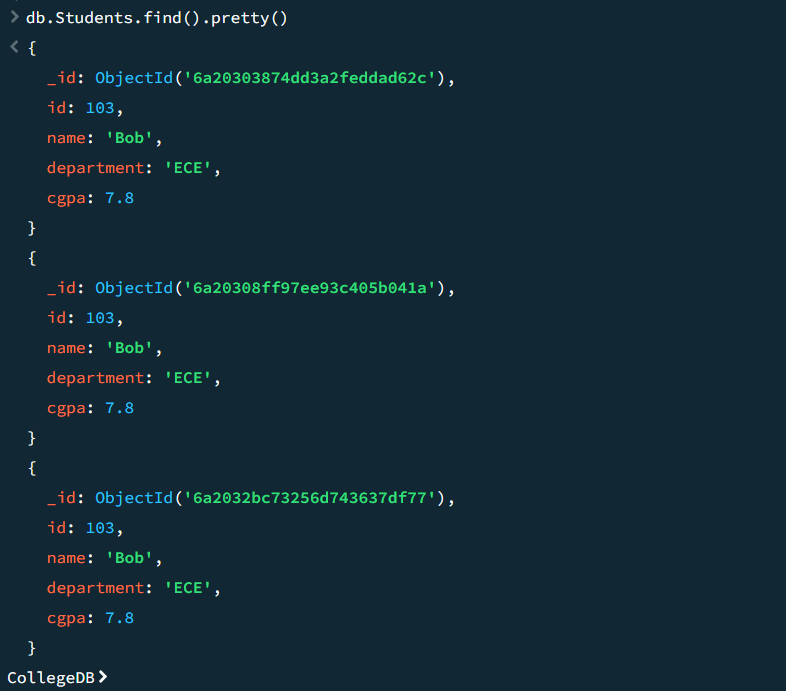 > db.Students.find().pretty()
< {
_id: ObjectId('6a20303874dd3a2feddad62c'),
id: 103,
name: 'Bob',
department: 'ECE',
cgpa: 7.8
}
{
_id: ObjectId('6a20308ff97ee93c405b041a'),
id: 103,
name: 'Bob',
department: 'ECE',
cgpa: 7.8
}
{
_id: ObjectId('6a2032bc73256d743637df77'),
id: 103,
name: 'Bob',
department: 'ECE',
cgpa: 7.8
}
CollegeDB>